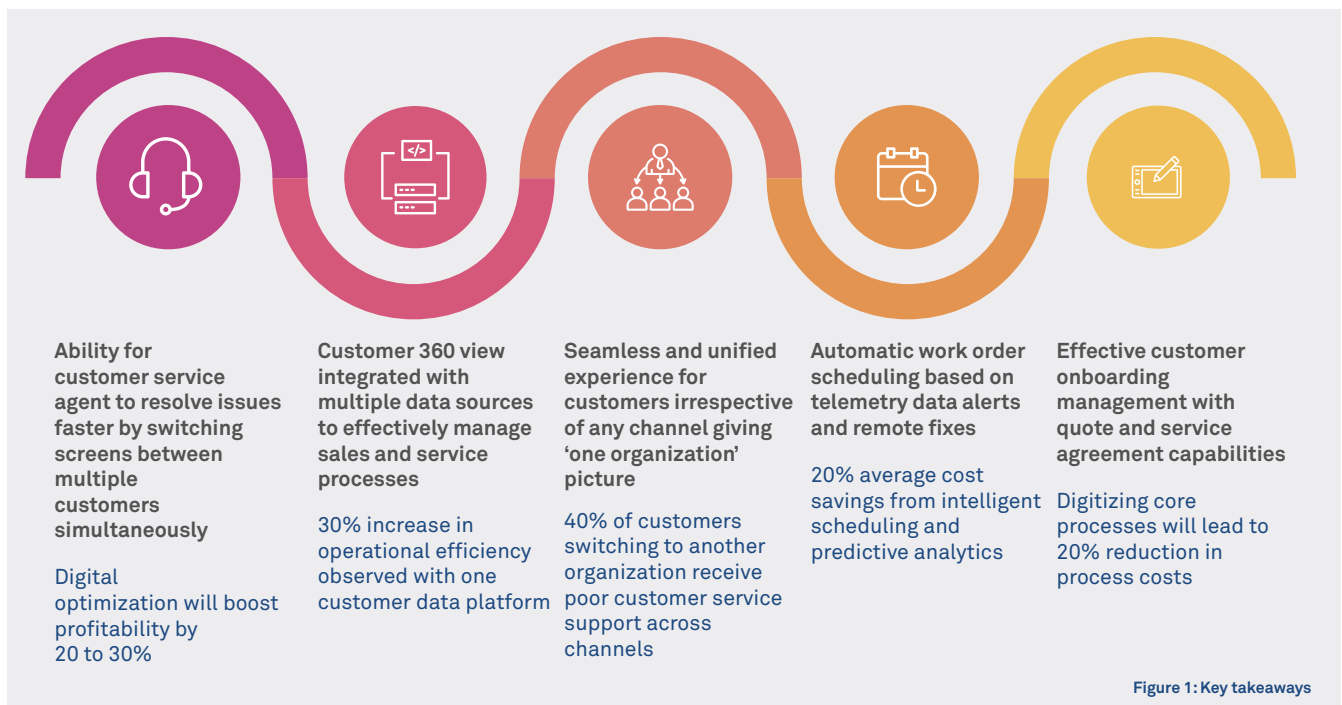 </>
Ability for
customer service
agent to resolve issues
faster by switching
screens between
multiple
customers
simultaneously
Digital
optimization will boost
profitability by
20 to 30%
Customer 360 view
integrated with
multiple data sources
to effectively manage
sales and service
processes
30% increase in
operational efficiency
observed with one
customer data platform
Seamless and unified
experience for
customers irrespective
of any channel giving
‘one organization’
picture
40% of customers
switching to another
organization receive
poor customer service
support across
channels
Automatic work order
scheduling based on
telemetry data alerts
and remote fixes
20% average cost
savings from intelligent
scheduling and
predictive analytics
Effective customer
onboarding
management with
quote and service
agreement capabilities
Digitizing core
processes will lead to
20% reduction in
process costs
Figure 1: Key takeaways